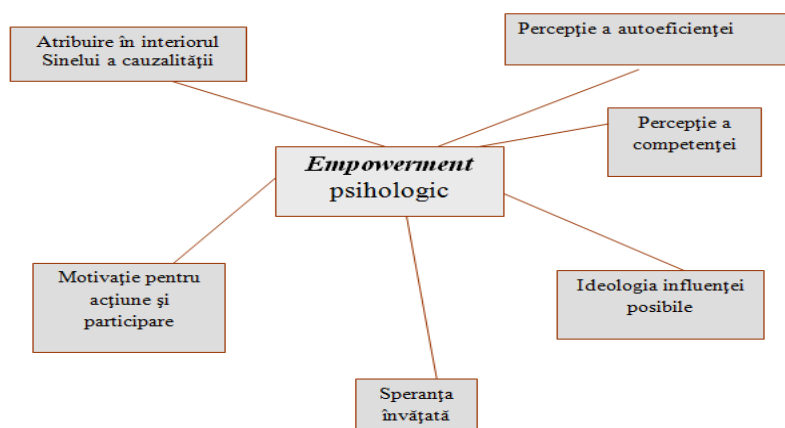 Atribuire în interiorul
Sinelui a cauzalităţii
Percepţie a autoeficienţei
Percepţie a
competenţei
Empowerment
psihologic
Motivaţie pentru
acţiune şi
participare
Ideologia influenţei
posibile
Speranţa
învăţată